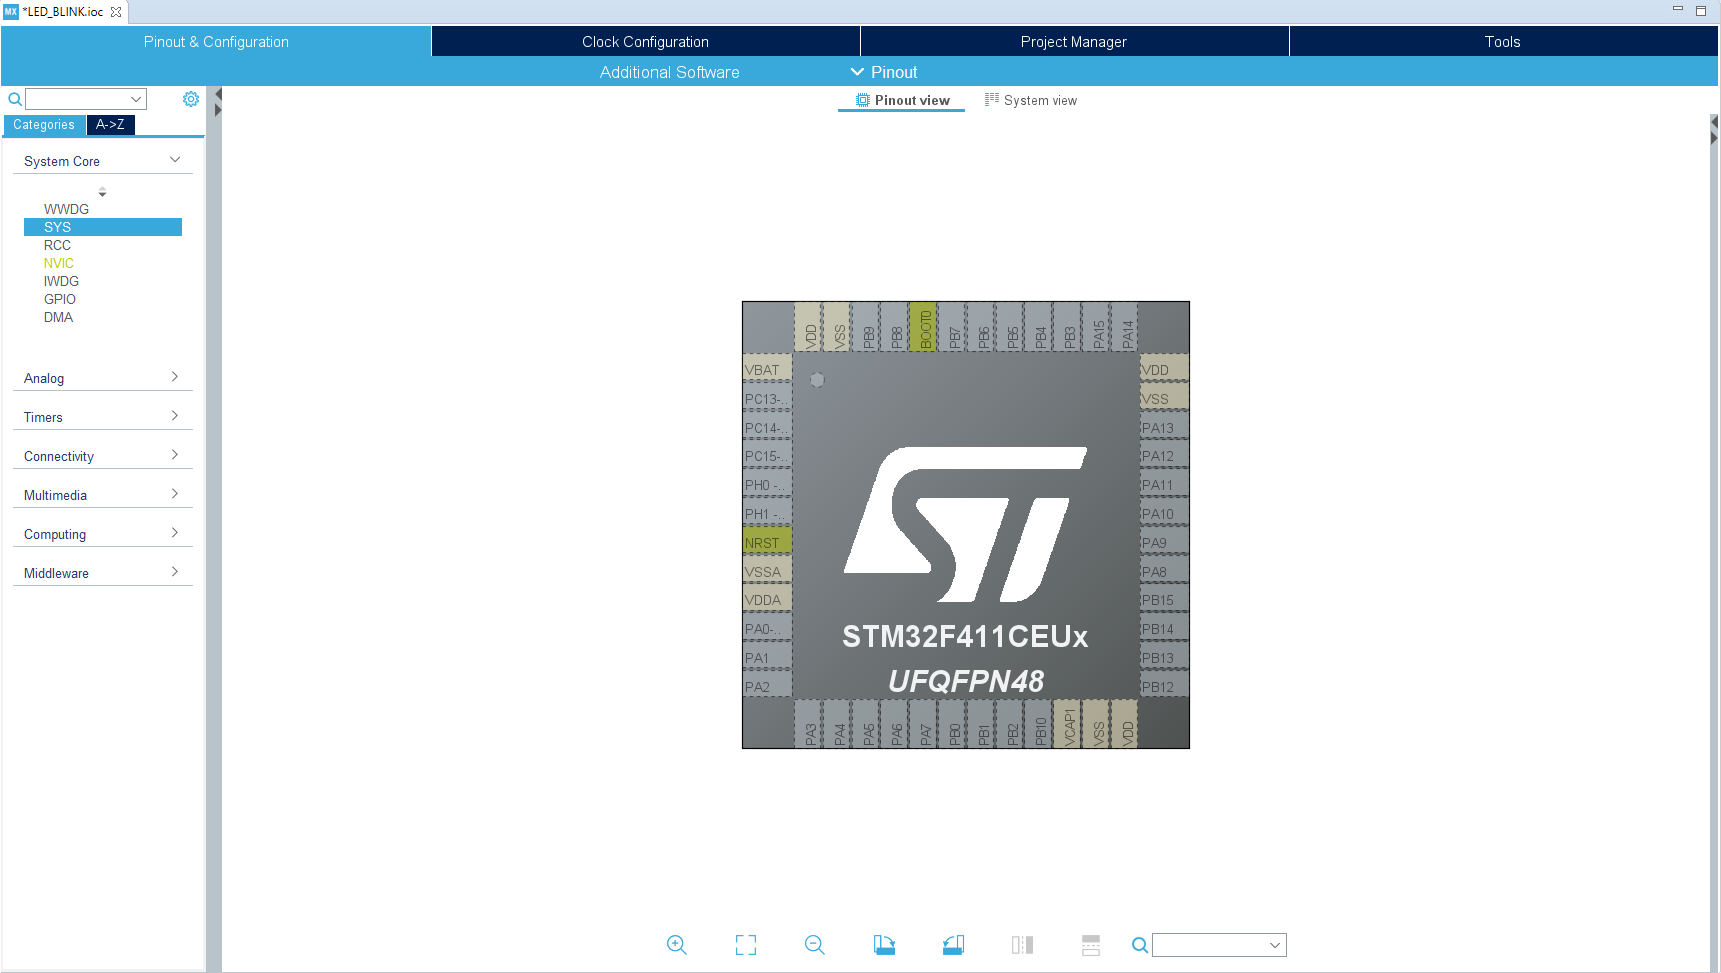 MX *LED_BLINK.ioc
Pinout & Configuration
Clock Configuration
Project Manager
Tools
Additional Software
Pinout
Pinout view
System view
Categories
A->Z
System Core
WWDG
SYS
RCC
NVIC
IWDG
GPIO
DMA
Analog
Timers
Connectivity
Multimedia
Computing
Middleware
VDD
VSS
PB9
PB8
BOOT0
PB7
PB6
PB5
PB4
PB3
PA15
PA14
VBAT
PC13-..
PC14-..
PC15-..
PH0 -..
PH1 -..
NRST
VSSA
VDDA
PA0-..
PA1
PA2
VDD
VSS
PA13
PA12
PA11
PA10
PA9
PA8
PB15
PB14
PB13
PB12
ST
STM32F411CEUx
UFQFPN48
PA3
PA4
PA5
PA6
PA7
PB0
PB1
PB2
PB10
VCAP1
VSS
VDD